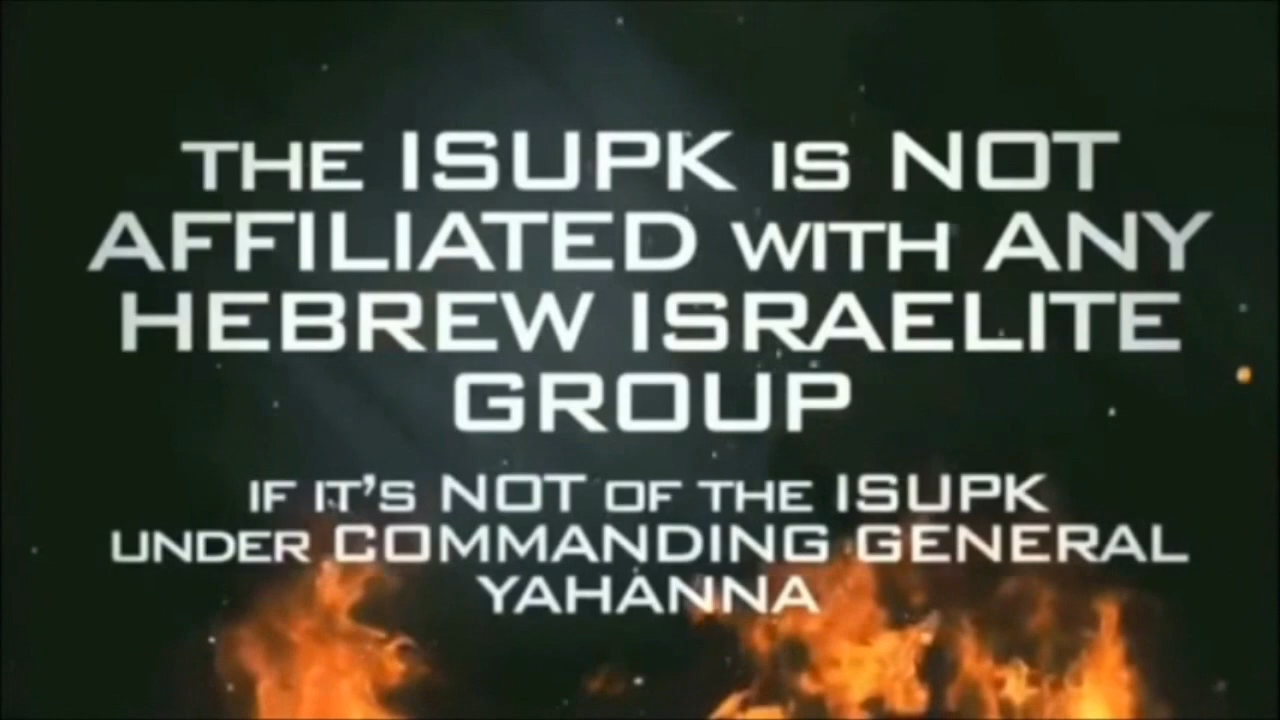 THE ISUPK IS NOT
AFFILIATED WITH ANY
HEBREW ISRAELITE
GROUP
IF IT'S NOT OF THE ISUPK
UNDER COMMANDING GENERAL
YAHANNA